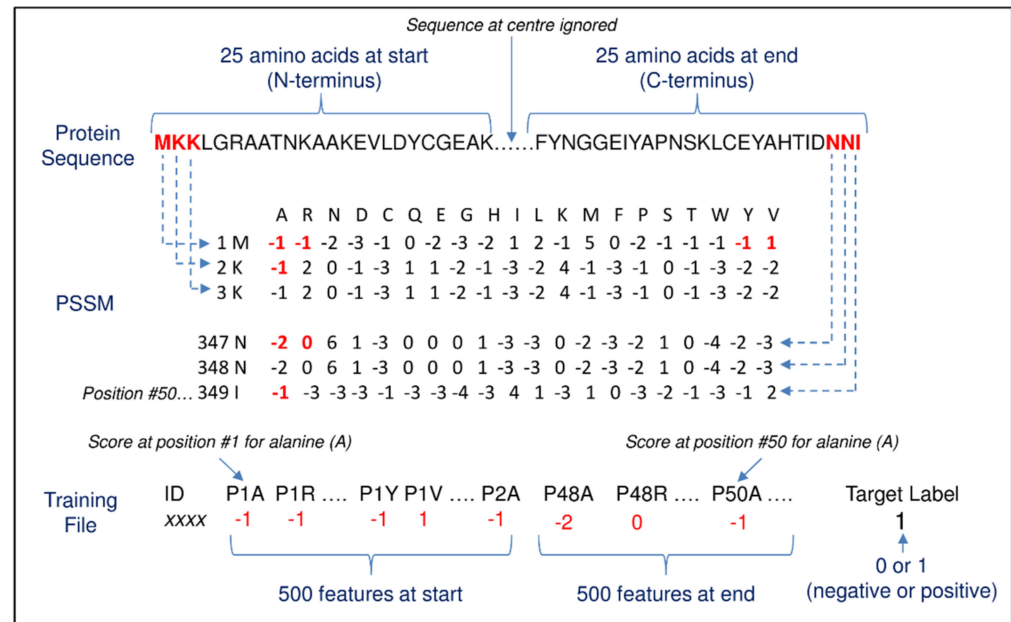 Sequence at centre ignored
25 amino acids at start
(N-terminus)
25 amino acids at end
(C-terminus)
Protein
Sequence
MKKLGRAATNKAAKEVLDYCGEAK……FYNGGEIYAPNSKLCEYAHTIDNNI
A R N D C Q E G H I L K M F P S T W Y V
1 M -1 -1 -2 -3 -1 0 -2 -3 -2 1 2 -1 5 0 -2 -1 -1 -1 -1 1
2 K -1 2 0 -1 -3 1 1 -2 -1 -3 -2 4 -1 -3 -1 0 -1 -3 -2 -2
3 K -1 2 0 -1 -3 1 1 -2 -1 -3 -2 4 -1 -3 -1 0 -1 -3 -2 -2
PSSM
347 N -2 0 6 1 -3 0 0 0 1 -3 -3 0 -2 -3 -2 1 0 -4 -2 -3
348 N -2 0 6 1 -3 0 0 0 1 -3 -3 0 -2 -3 -2 1 0 -4 -2 -3
Position #50… 349 I -1 -3 -3 -3 -1 -3 -3 -4 -3 4 1 -3 1 0 -3 -2 -1 -3 -1 2
Score at position #1 for alanine (A)
Score at position #50 for alanine (A)
Training
File
ID P1A P1R …. P1Y P1V …. P2A P48A P48R …. P50A …. Target Label
xxxx -1 -1 -1 1 -1 -2 0 -1 1
500 features at start
500 features at end
0 or 1
(negative or positive)